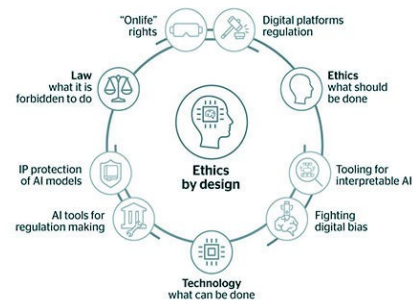 “Onlife”
rights
Digital platforms
regulation
Law
what it is
forbidden to do
Ethics
what should
be done
IP protection
of AI models
Ethics
by design
Tooling for
interpretable AI
AI tools for
regulation making
Fighting
digital bias
Technology
what can be done